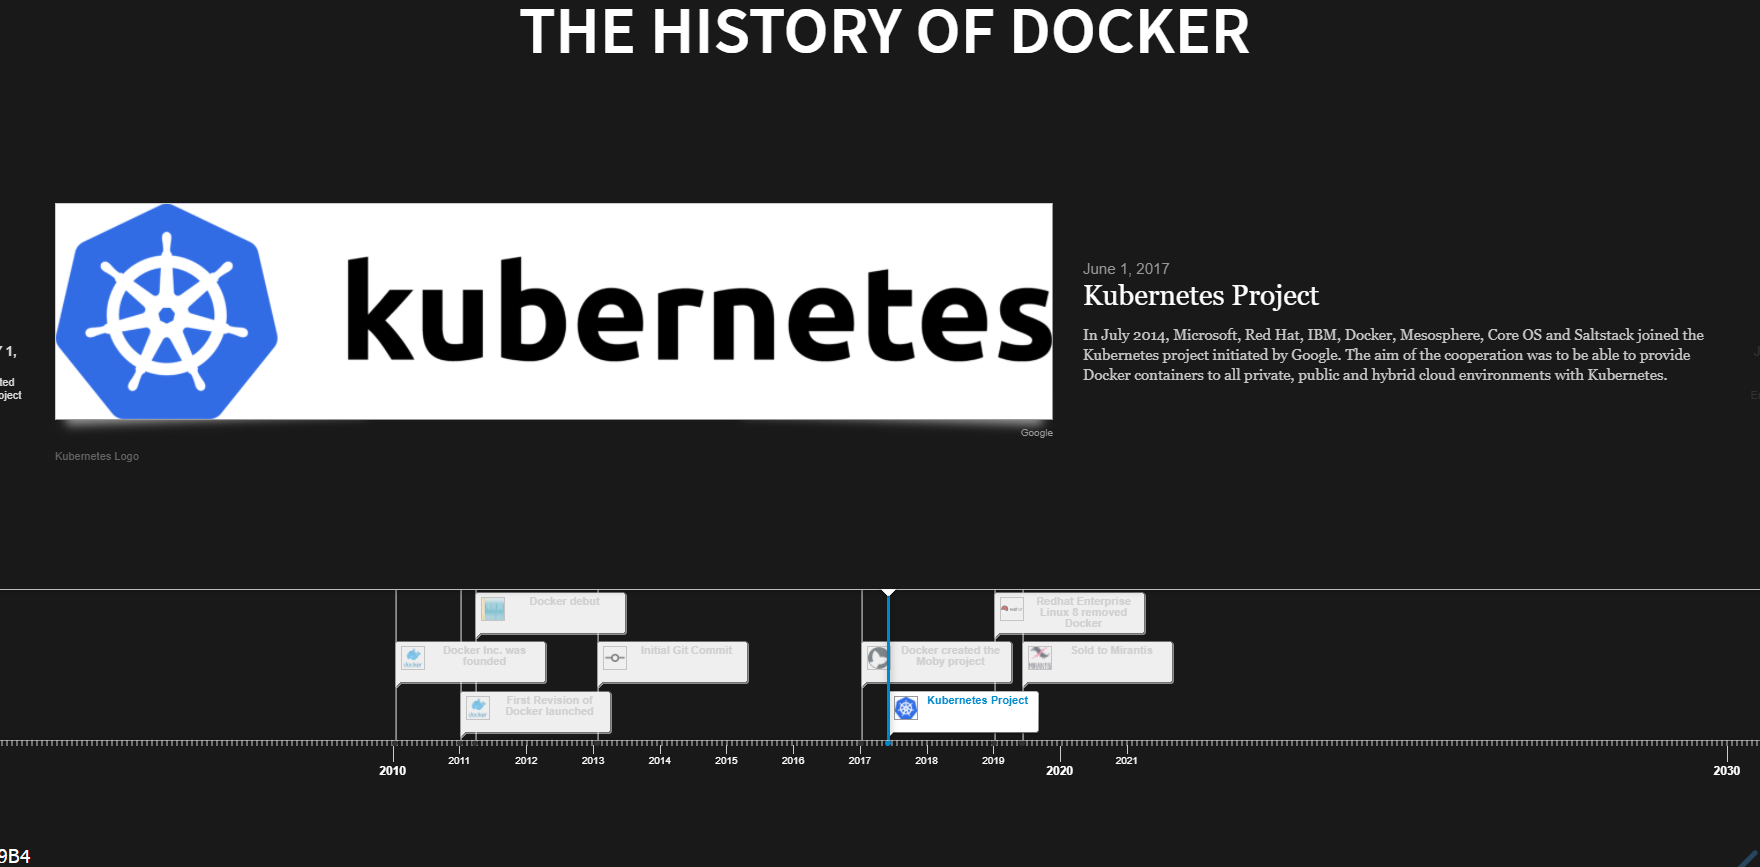 THE HISTORY OF DOCKER
kubernetes
Google
Kubernetes Logo
June 1, 2017
Kubernetes Project
In July 2014, Microsoft, Red Hat, IBM, Docker, Mesosphere, Core OS and Saltstack joined the
Kubernetes project initiated by Google. The aim of the cooperation was to be able to provide
Docker containers to all private, public and hybrid cloud environments with Kubernetes.
1,
Docker debut
Redhat Enterprise
Linux 8 removed
Docker
docker
Docker Inc. was
founded
Initial Git Commit
Docker created the
Moby project
MIRANTIS
Sold to Mirantis
docker
First Revision of
Docker launched
Kubernetes Project
2010 2011 2012 2013 2014 2015 2016 2017 2018 2019 2020 2021 2030
9B4